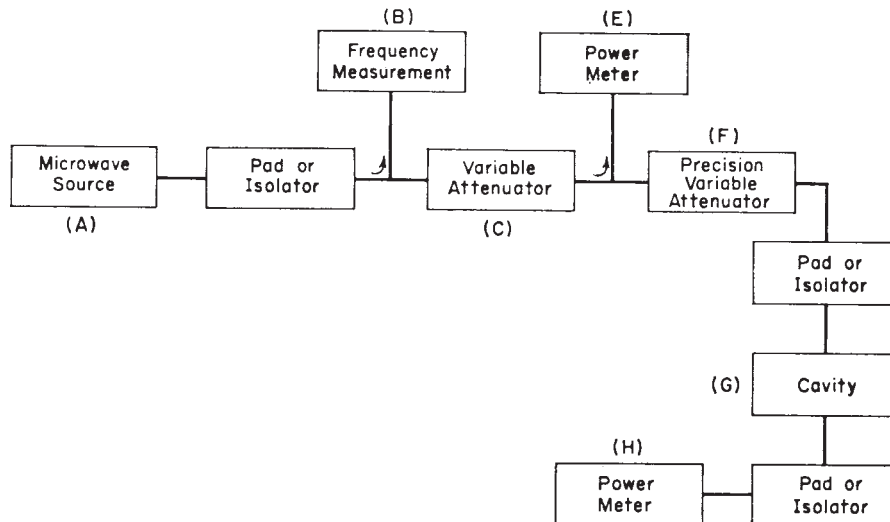 (B)
Frequency
Measurement
(E)
Power
Meter
Microwave
Source
(A)
Pad or
Isolator
Variable
Attenuator
(C)
(F)
Precision
Variable
Attenuator
Pad or
Isolator
(G)
Cavity
(H)
Power
Meter
Pad or
Isolator